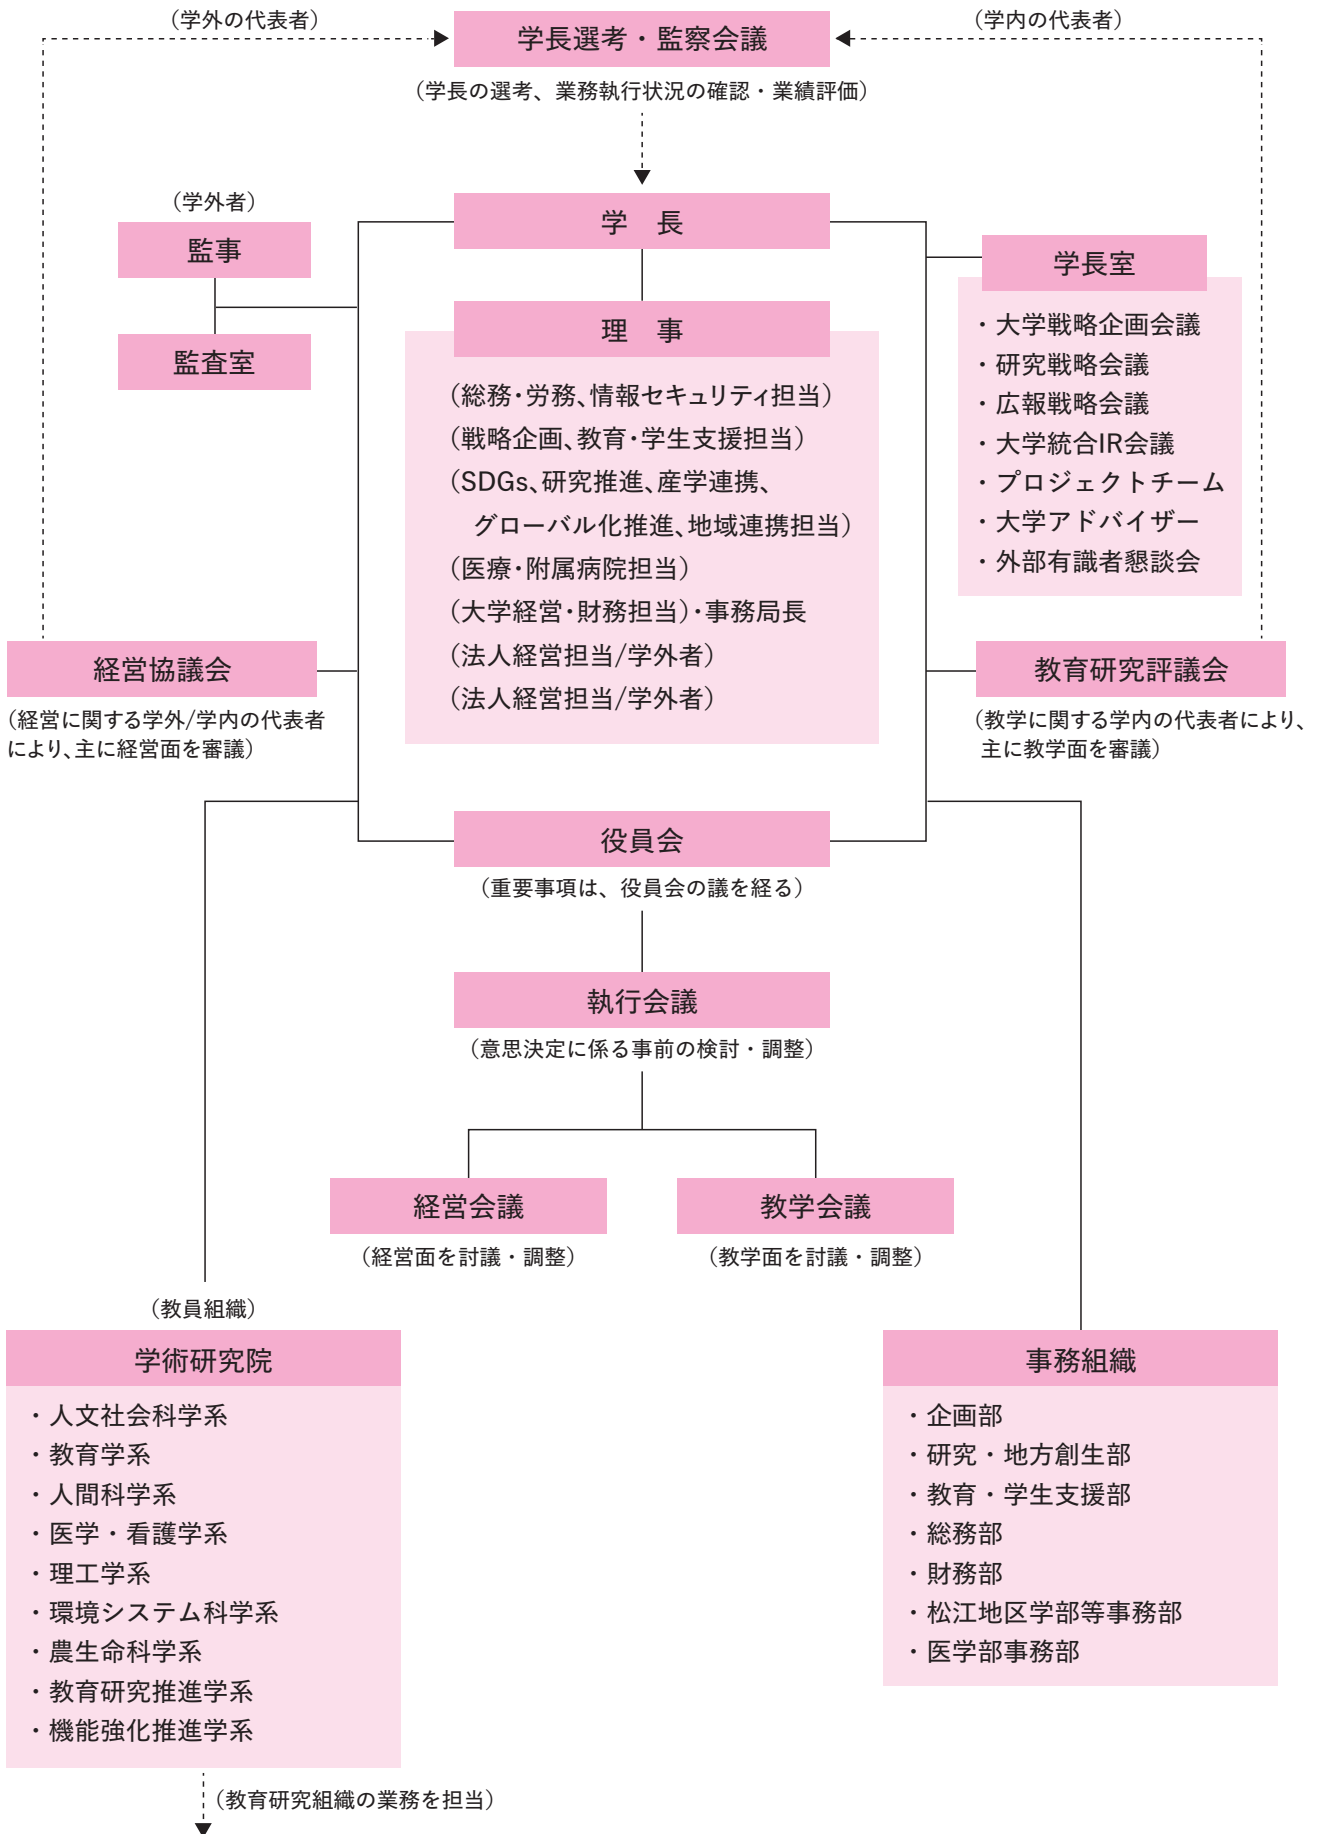 （学外の代表者）
（学内の代表者）
学長選考・監察会議
（学長の選考、業務執行状況の確認・業績評価）
（学外者）
監事
監査室
学　長
理　事
（総務・労務、情報セキュリティ担当）
（戦略企画、教育・学生支援担当）
（SDGs、研究推進、産学連携、
グローバル化推進、地域連携担当）
（医療・附属病院担当）
（大学経営・財務担当）・事務局長
（法人経営担当/学外者）
（法人経営担当/学外者）
学長室
・大学戦略企画会議
・研究戦略会議
・広報戦略会議
・大学統合IR会議
・プロジェクトチーム
・大学アドバイザー
・外部有識者懇談会
経営協議会
（経営に関する学外/学内の代表者
により、主に経営面を審議）
教育研究評議会
（教学に関する学内の代表者により、
主に教学面を審議）
役員会
（重要事項は、役員会の議を経る）
執行会議
（意思決定に係る事前の検討・調整）
経営会議
（経営面を討議・調整）
教学会議
（教学面を討議・調整）
（教員組織）
学術研究院
・人文社会科学系
・教育学系
・人間科学系
・医学・看護学系
・理工学系
・環境システム科学系
・農生命科学系
・教育研究推進学系
・機能強化推進学系
（教育研究組織の業務を担当）
事務組織
・企画部
・研究・地方創生部
・教育・学生支援部
・総務部
・財務部
・松江地区学部等事務部
・医学部事務部